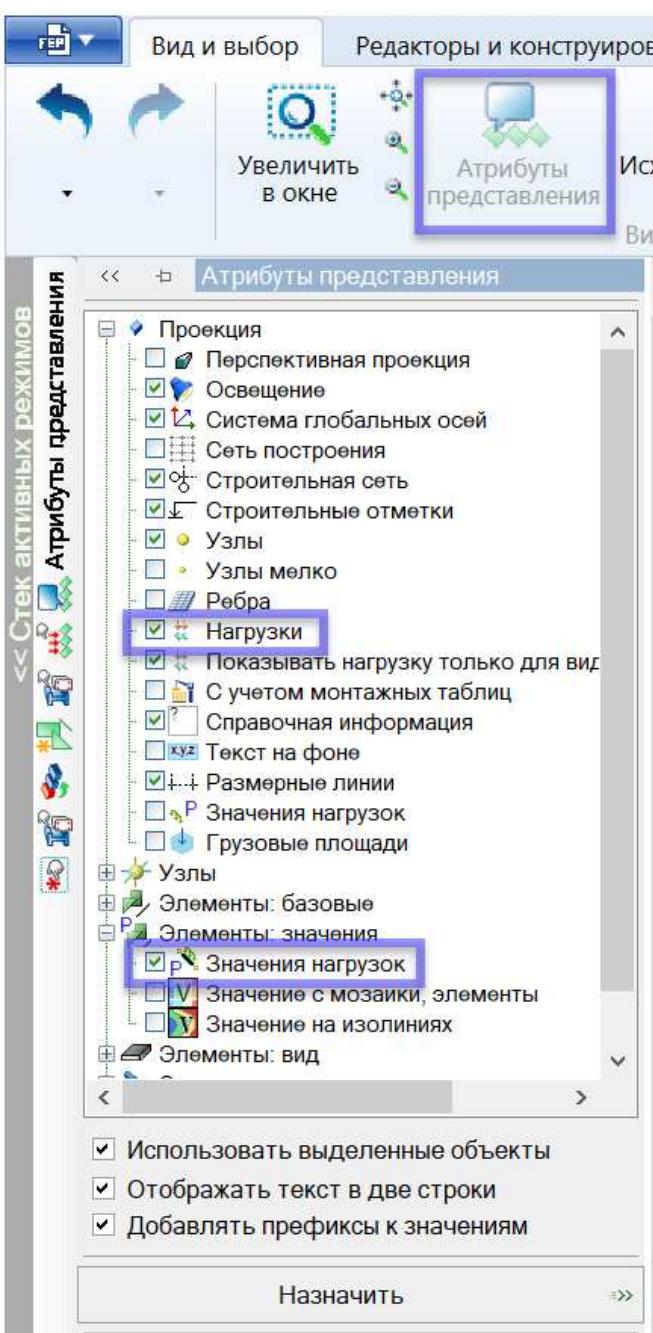 FEP
Вид и выбор
Редакторы и конструиров
Увеличить
в окне
Атрибуты
представления
Исх
Ви
<< Стек активных режимов
Атрибуты представления
<< Атрибуты представления
Проекция
Перспективная проекция
Освещение
Система глобальных осей
Сеть построения
Строительная сеть
Строительные отметки
Узлы
Узлы мелко
Ребра
Нагрузки
Показывать нагрузку только для вид
С учетом монтажных таблиц
? Справочная информация
x,y,z Текст на фоне
Размерные линии
P Значения нагрузок
Грузовые площади
Узлы
Элементы: базовые
P Элементы: значения
P Значения нагрузок
V Значение с мозаики, элементы
V Значение на изолиниях
Элементы: вид
Использовать выделенные объекты
Отображать текст в две строки
Добавлять префиксы к значениям
Назначить